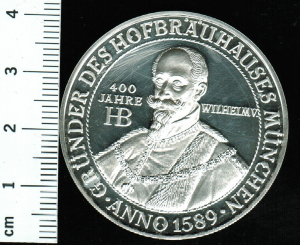 · GRÜNDER DES HOFBRÄUHAUSES MÜNCHEN ·
400
JAHRE
HB
WILHELM V.
· ANNO 1589 ·
4
3
2
1
cm